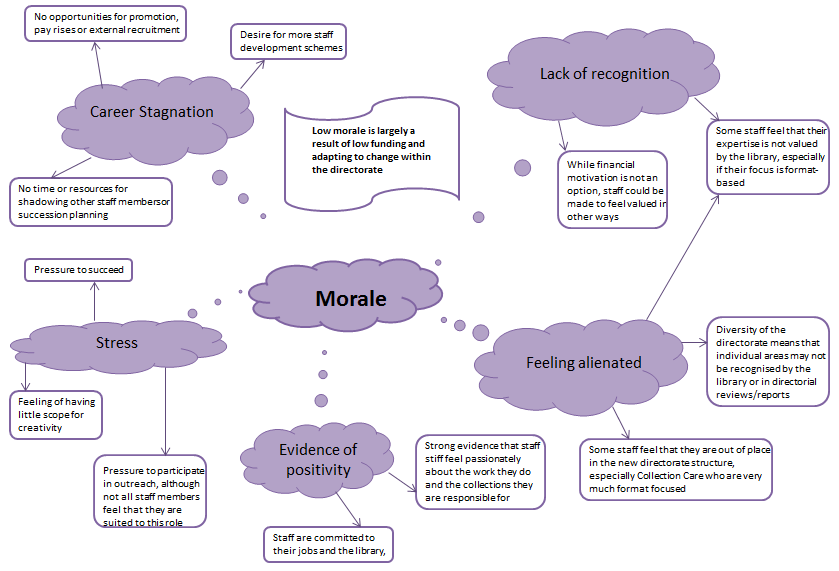 No opportunities for promotion,
pay rises or external recruitment
Desire for more staff
development schemes
Career Stagnation
No time or resources for
shadowing other staff membersor
succession planning
Low morale is largely a
result of low funding and
adapting to change within
the directorate
Lack of recognition
While financial
motivation is not an
option, staff could be
made to feel valued in
other ways
Some staff feel that their
expertise is not valued
by the library, especially
if their focus is format-
based
Morale
Pressure to succeed
Stress
Feeling of having
little scope for
creativity
Pressure to participate
in outreach, although
not all staff members
feel that they are
suited to this role
Evidence of
positivity
Strong evidence that staff
stiff feel passionately
about the work they do
and the collections they
are responsible for
Staff are committed to
their jobs and the library,
Feeling alienated
Diversity of the
directorate means that
individual areas may not
be recognised by the
library or in directorial
reviews/reports
Some staff feel that they are out of place
in the new directorate structure,
especially Collection Care who are very
much format focused